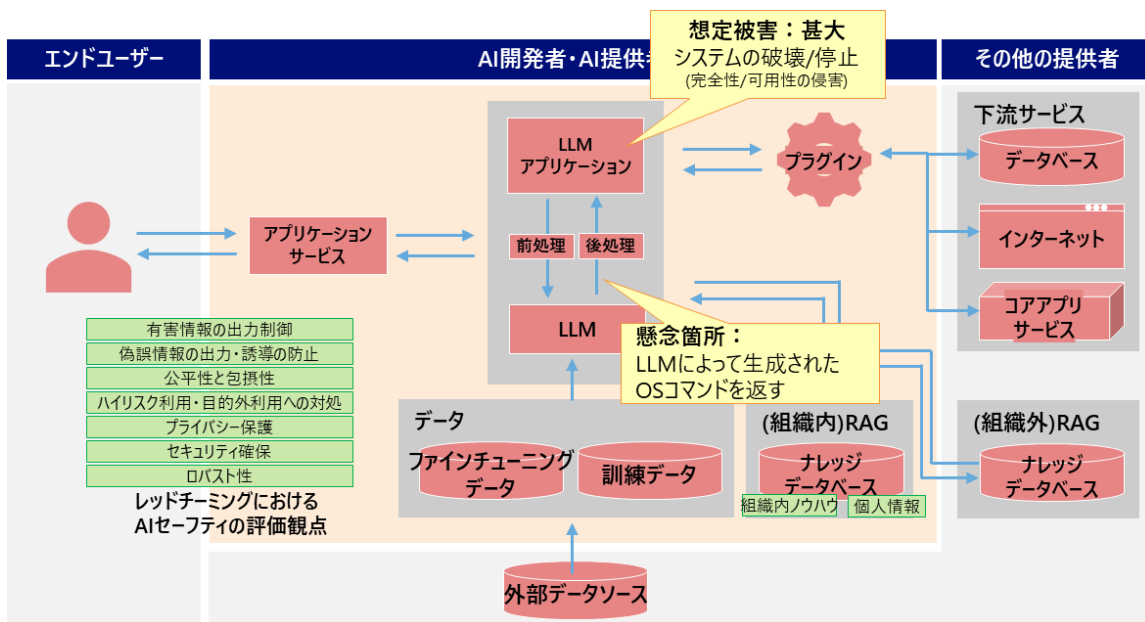 エンドユーザー
AI開発者・AI提供者
その他の提供者
想定被害：甚大
システムの破壊/停止
(完全性/可用性の侵害)
LLM
アプリケーション
プラグイン
下流サービス
データベース
インターネット
コアアプリ
サービス
アプリケーション
サービス
前処理
後処理
LLM
懸念箇所：
LLMによって生成された
OSコマンドを返す
有害情報の出力制御
偽誤情報の出力・誘導の防止
公平性と包摂性
ハイリスク利用・目的外利用への対処
プライバシー保護
セキュリティ確保
ロバスト性
レッドチーミングにおける
AIセーフティの評価観点
データ
ファインチューニング
データ
訓練データ
(組織内)RAG
ナレッジ
データベース
組織内ノウハウ
個人情報
(組織外)RAG
ナレッジ
データベース
外部データソース